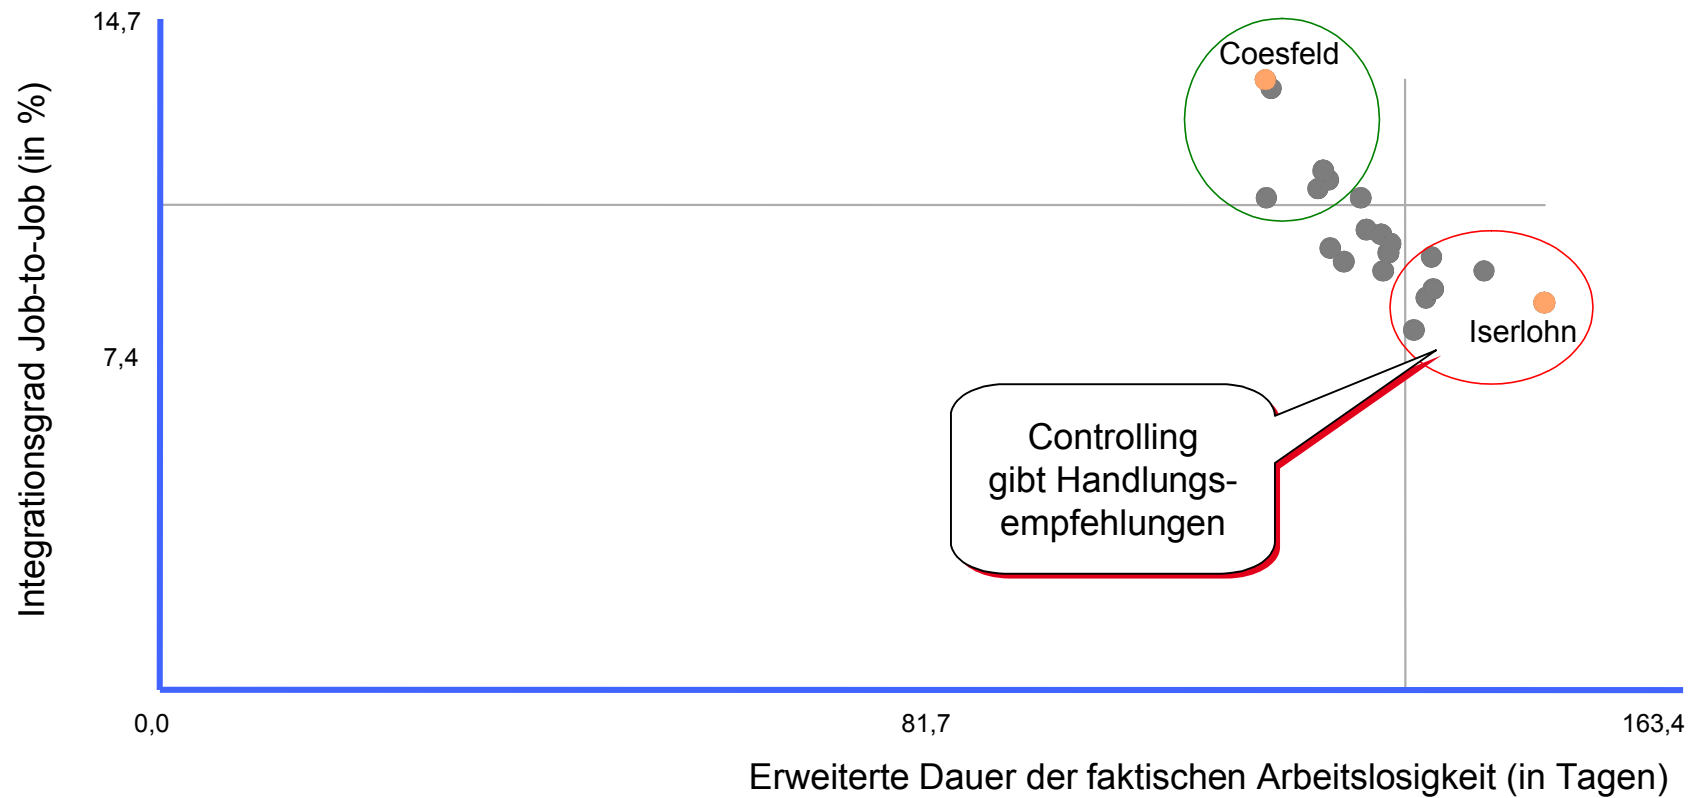 14,7
Integrationsgrad Job-to-Job (in %)
7,4
Coesfeld
Iserlohn
Controlling
gibt Handlungs-
empfehlungen
0,0
81,7
163,4
Erweiterte Dauer der faktischen Arbeitslosigkeit (in Tagen)